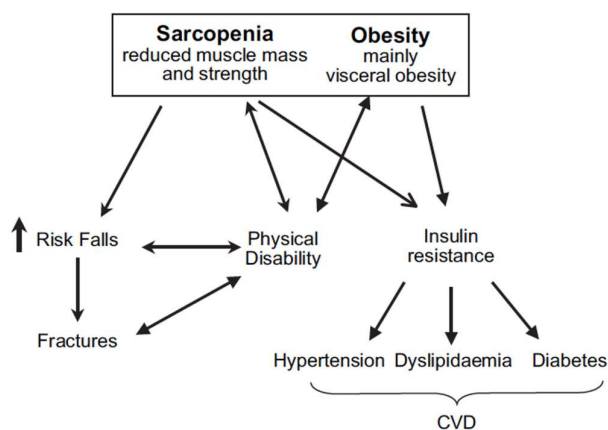 Sarcopenia
reduced muscle mass
and strength
Obesity
mainly
visceral obesity
Risk Falls
Physical
Disability
Insulin
resistance
Fractures
Hypertension
Dyslipidaemia
Diabetes
CVD